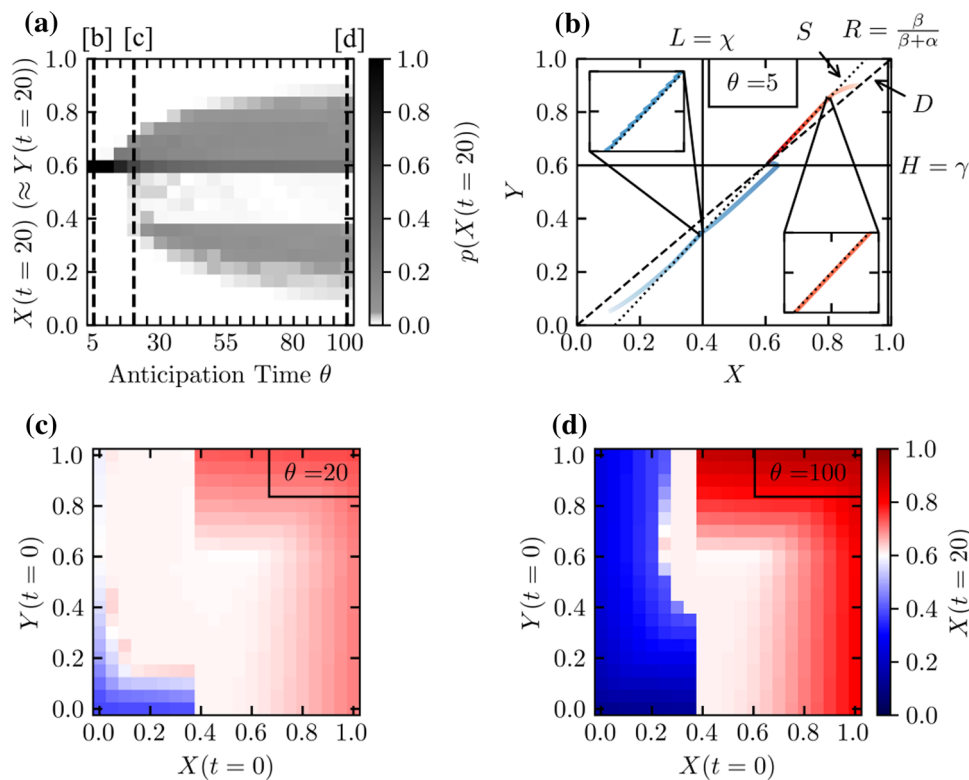 (a)
[b] [c] [d]
1.0
0.8
0.6
0.4
0.2
0.0
X(t = 20) (≈ Y(t = 20))
5 30 55 80 100
Anticipation Time θ
1.0
0.8
0.6
0.4
0.2
0.0
p(X(t = 20))
(b)
L = χ S R = β/(β+α)
θ = 5
D
H = γ
1.0
0.8
0.6
0.4
0.2
0.0
Y
0.0 0.2 0.4 0.6 0.8 1.0
X
(c)
θ =20
1.0
0.8
0.6
0.4
0.2
0.0
Y(t = 0)
0.0 0.2 0.4 0.6 0.8 1.0
X(t = 0)
(d)
θ =100
1.0
0.8
0.6
0.4
0.2
0.0
Y(t = 0)
0.0 0.2 0.4 0.6 0.8 1.0
X(t = 0)
1.0
0.8
0.6
0.4
0.2
0.0
X(t = 20)